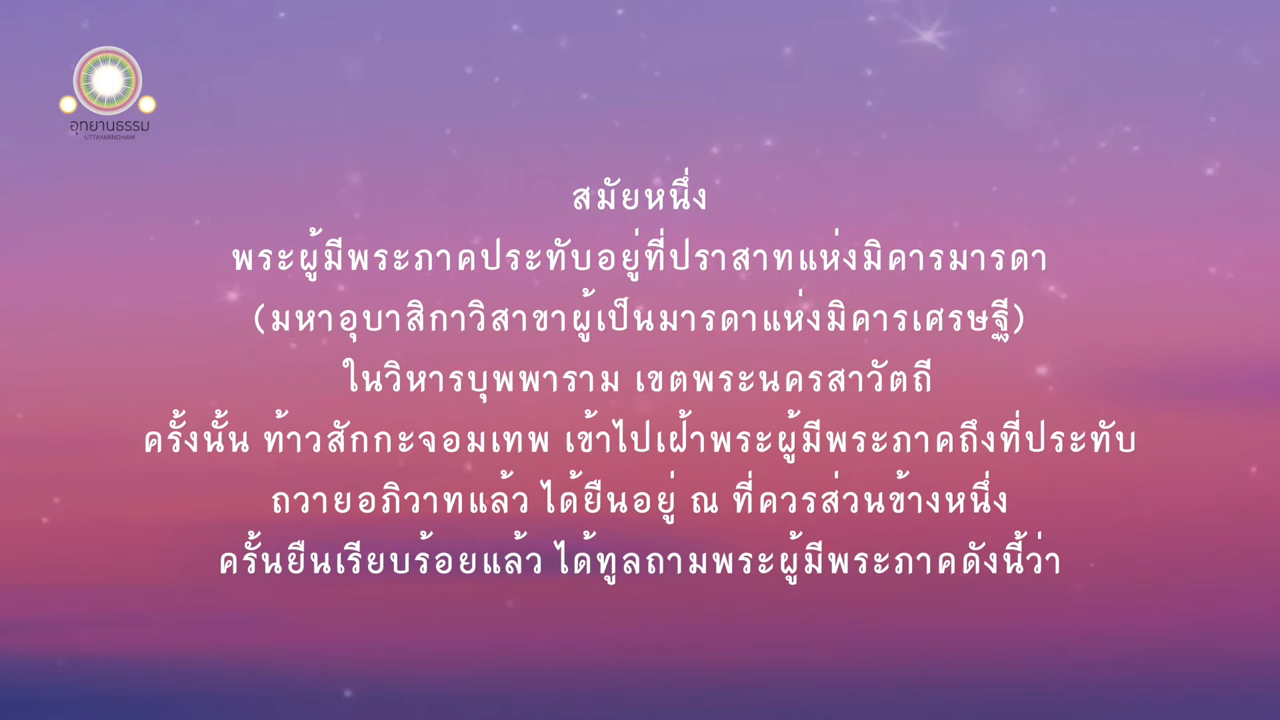 อุทยานธรรม
UTTAYARNDHAM
สมัยหนึ่ง
พระผู้มีพระภาคประทับอยู่ที่ปราสาทแห่งมิคารมารดา
(มหาอุบาสิกาวิสาขาผู้เป็นมารดาแห่งมิคารเศรษฐี)
ในวิหารบุพพาราม เขตพระนครสาวัตถี
ครั้งนั้น ท้าวสักกะจอมเทพ เข้าไปเฝ้าพระผู้มีพระภาคถึงที่ประทับ
ถวายอภิวาทแล้ว ได้ยืนอยู่ ณ ที่ควรส่วนข้างหนึ่ง
ครั้นยืนเรียบร้อยแล้ว ได้ทูลถามพระผู้มีพระภาคดังนี้ว่า